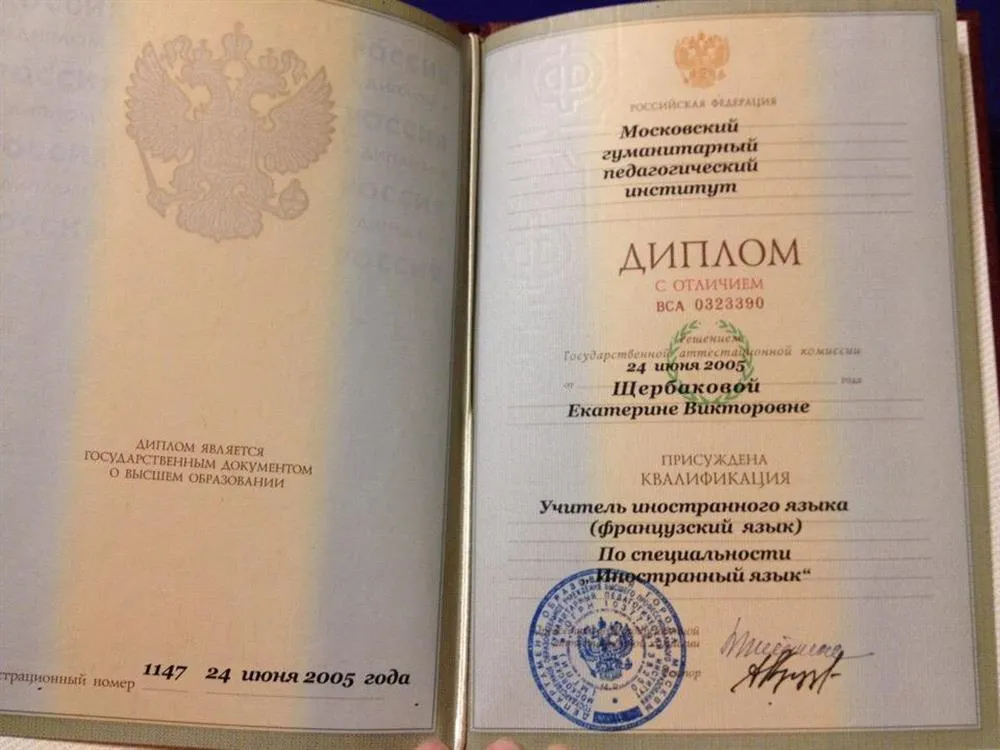 ДИПЛОМ ЯВЛЯЕТСЯ
ГОСУДАРСТВЕННЫМ ДОКУМЕНТОМ
О ВЫСШЕМ ОБРАЗОВАНИИ
номер 1147 24 июня 2005 года
РОССИЙСКАЯ ФЕДЕРАЦИЯ
Московский
гуманитарный
педагогический
институт
ДИПЛОМ
С ОТЛИЧИЕМ
ВСА 0323390
Решением
Государственной аттестационной комиссии
24 июня 2005
от года
Щербаковой
Екатерине Викторовне
ПРИСУЖДЕНА
КВАЛИФИКАЦИЯ
Учитель иностранного языка
(французский язык)
По специальности
„Иностранный язык“